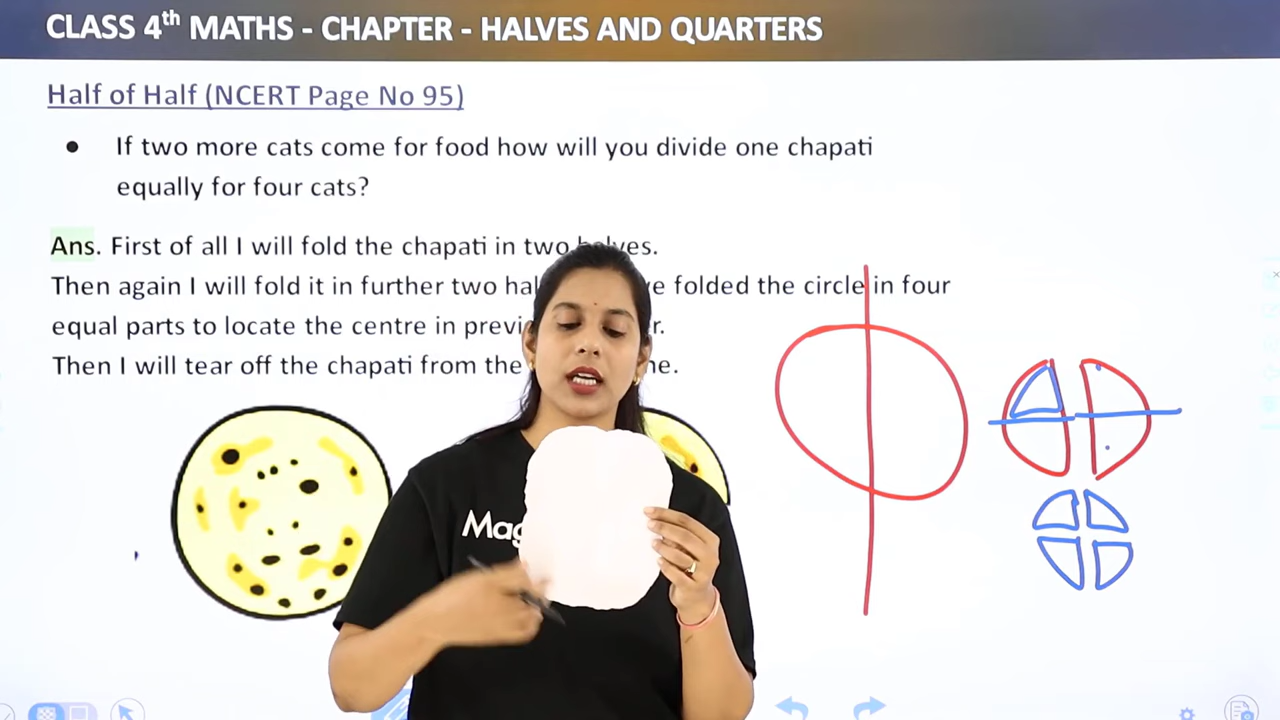 CLASS 4th MATHS - CHAPTER - HALVES AND QUARTERS
Half of Half (NCERT Page No 95)
● If two more cats come for food how will you divide one chapati
equally for four cats?
Ans. First of all I will fold the chapati in two halves.
Then again I will fold it in further two folded the circle in four
equal parts to locate the centre in
Then I will tear off the chapati from the